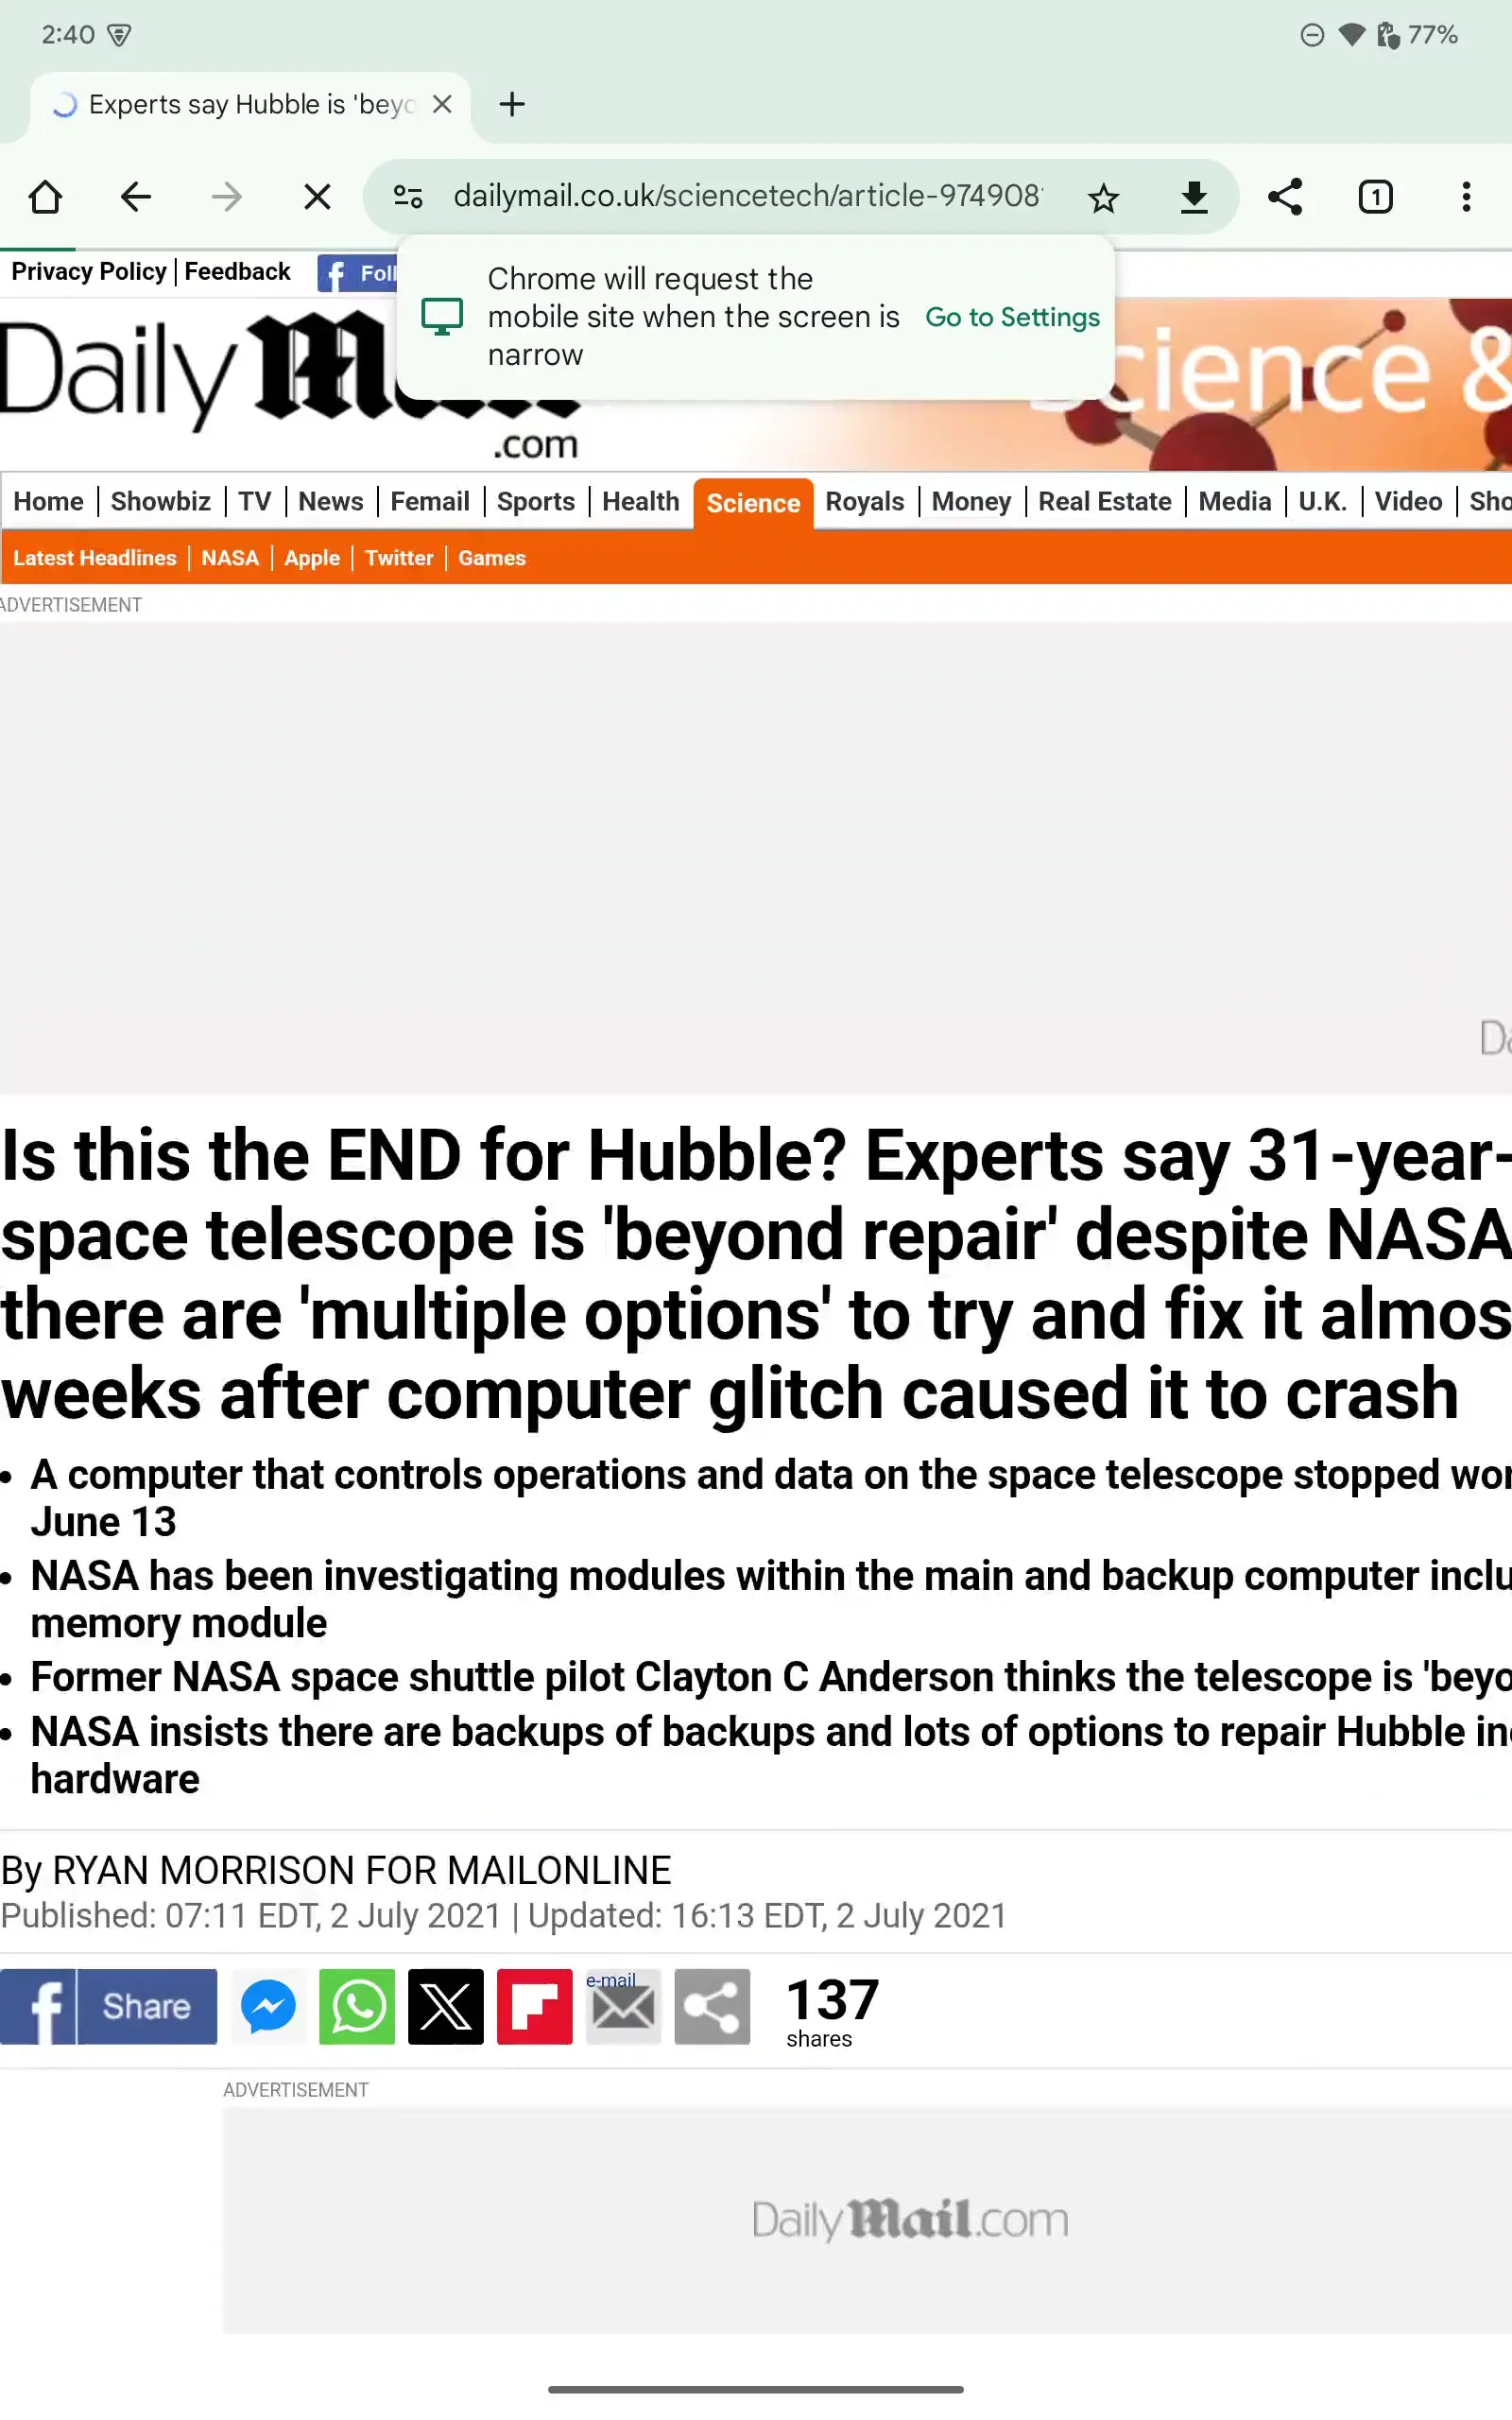 2:40
77%
Experts say Hubble is 'beyo
dailymail.co.uk/sciencetech/article-974908
1
Privacy Policy | Feedback
Foll
Chrome will request the
mobile site when the screen is
narrow
Go to Settings
Daily Mail
.com
Science &
Home | Showbiz | TV | News | Femail | Sports | Health | Science | Royals | Money | Real Estate | Media | U.K. | Video | Sho
Latest Headlines | NASA | Apple | Twitter | Games
ADVERTISEMENT
Da
Is this the END for Hubble? Experts say 31-year-
space telescope is 'beyond repair' despite NASA
there are 'multiple options' to try and fix it almos
weeks after computer glitch caused it to crash
• A computer that controls operations and data on the space telescope stopped wor
June 13
• NASA has been investigating modules within the main and backup computer inclu
memory module
• Former NASA space shuttle pilot Clayton C Anderson thinks the telescope is 'beyo
• NASA insists there are backups of backups and lots of options to repair Hubble in
hardware
By RYAN MORRISON FOR MAILONLINE
Published: 07:11 EDT, 2 July 2021 | Updated: 16:13 EDT, 2 July 2021
Share
e-mail
137
shares
ADVERTISEMENT
DailyMail.com